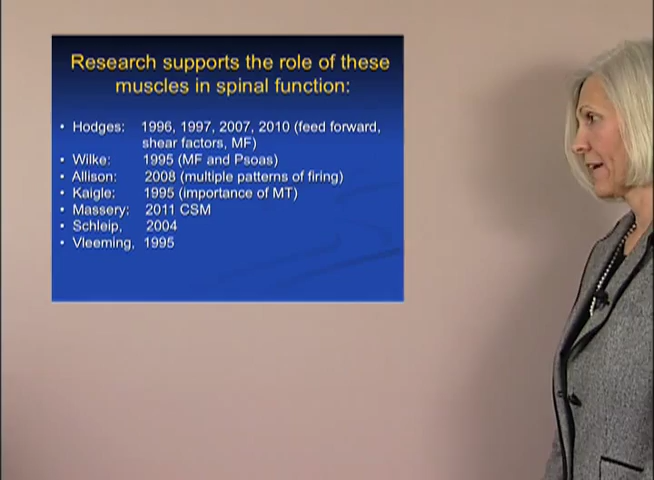 Research supports the role of these
muscles in spinal function:
• Hodges: 1996, 1997, 2007, 2010 (feed forward,
shear factors, MF)
• Wilke: 1995 (MF and Psoas)
• Allison: 2008 (multiple patterns of firing)
• Kaigle: 1995 (importance of MT)
• Massery: 2011 CSM
• Schleip, 2004
• Vleeming, 1995